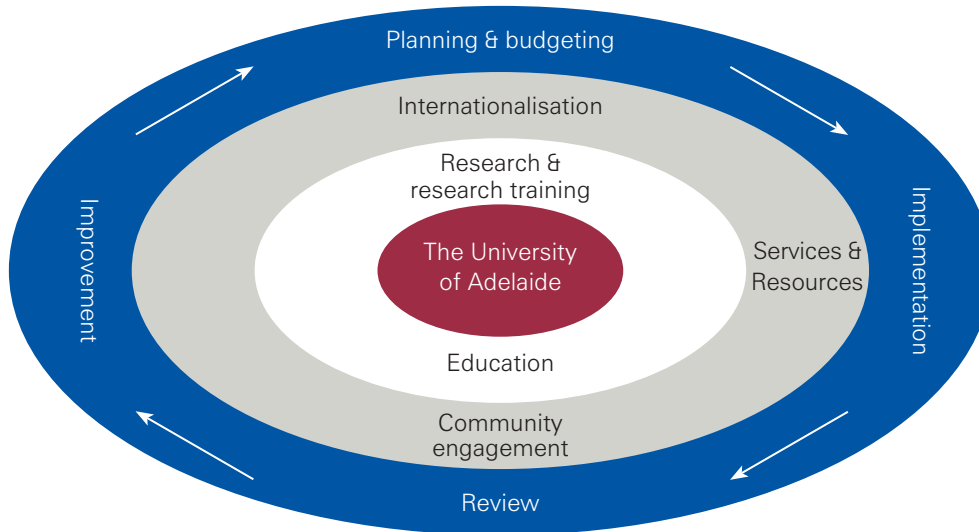 Planning & budgeting
Internationalisation
Research &
research training
The University
of Adelaide
Improvement
Services &
Resources
Implementation
Education
Community
engagement
Review